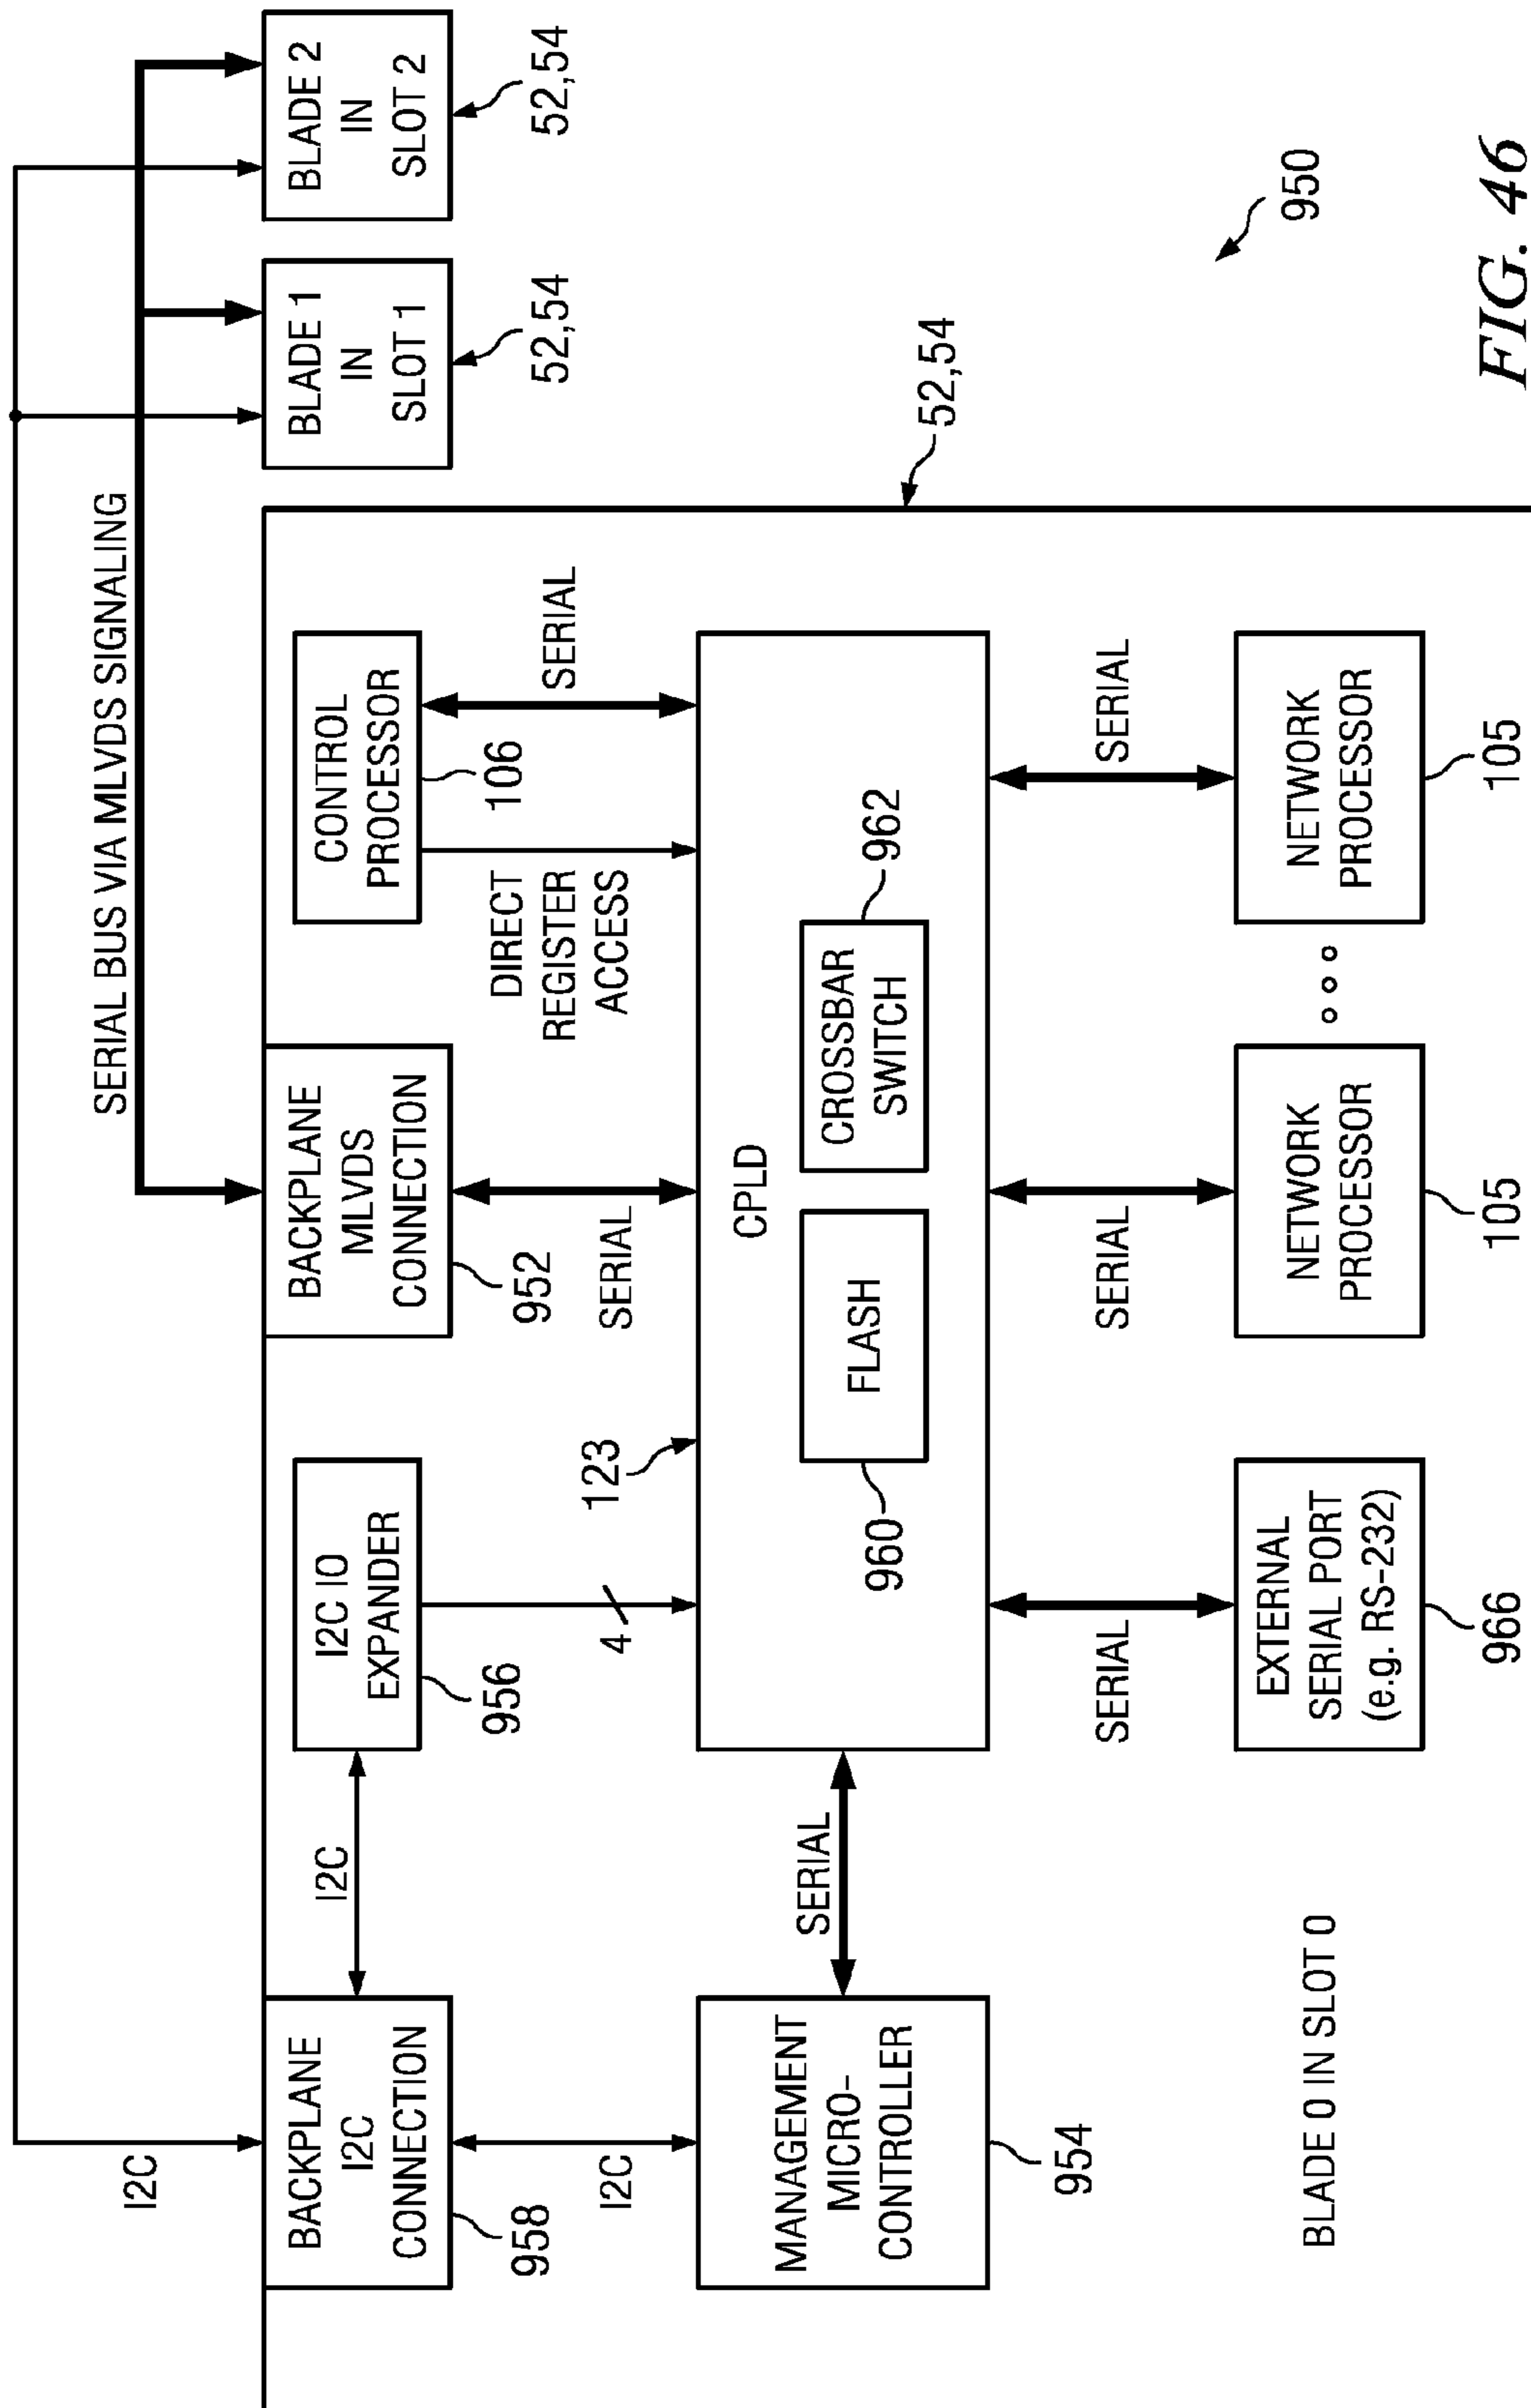 I2C
SERIAL BUS VIA MLVDS SIGNALING
BACKPLANE
I2C
CONNECTION
958
I2C
I2C IO
EXPANDER
956
4
BACKPLANE
MLVDS
CONNECTION
952
SERIAL
CONTROL
PROCESSOR
106
DIRECT
REGISTER
ACCESS
SERIAL
BLADE 1
IN
SLOT 1
52,54
BLADE 2
IN
SLOT 2
52,54
I2C
MANAGEMENT
MICRO-
CONTROLLER
954
SERIAL
123
CPLD
FLASH
960
CROSSBAR
SWITCH
962
52,54
SERIAL
SERIAL
SERIAL
EXTERNAL
SERIAL PORT
(e.g. RS-232)
966
NETWORK
PROCESSOR
105
NETWORK
PROCESSOR
105
BLADE 0 IN SLOT 0
950
FIG. 46